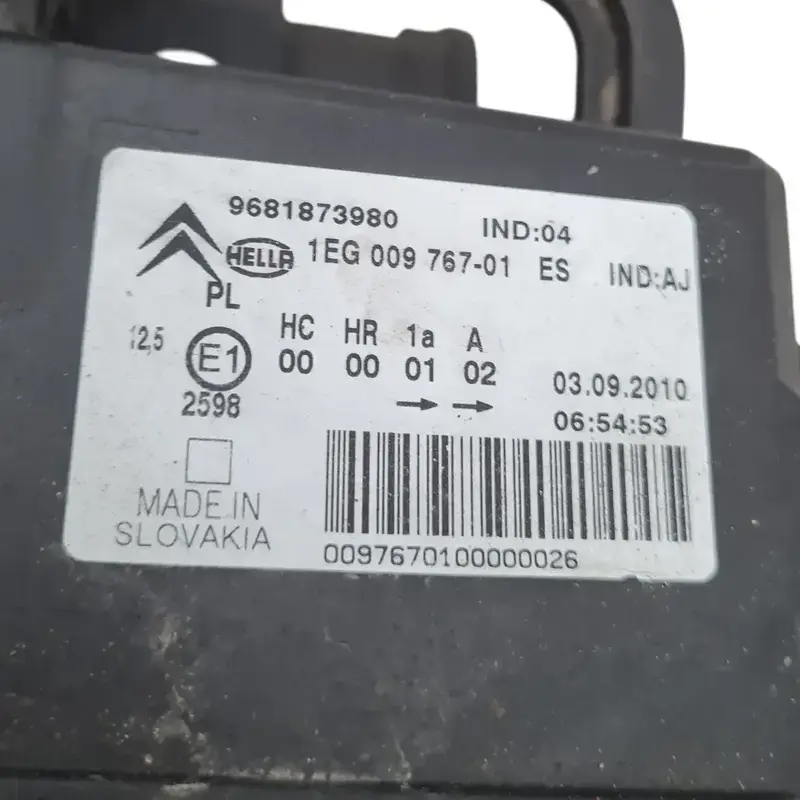 9681873980 IND:04
HELLA 1EG 009 767-01 ES IND:AJ
PL
12,5 E1 HC HR 1a A
00 00 01 02 03.09.2010
2598 06:54:53
MADE IN
SLOVAKIA
0097670100000026